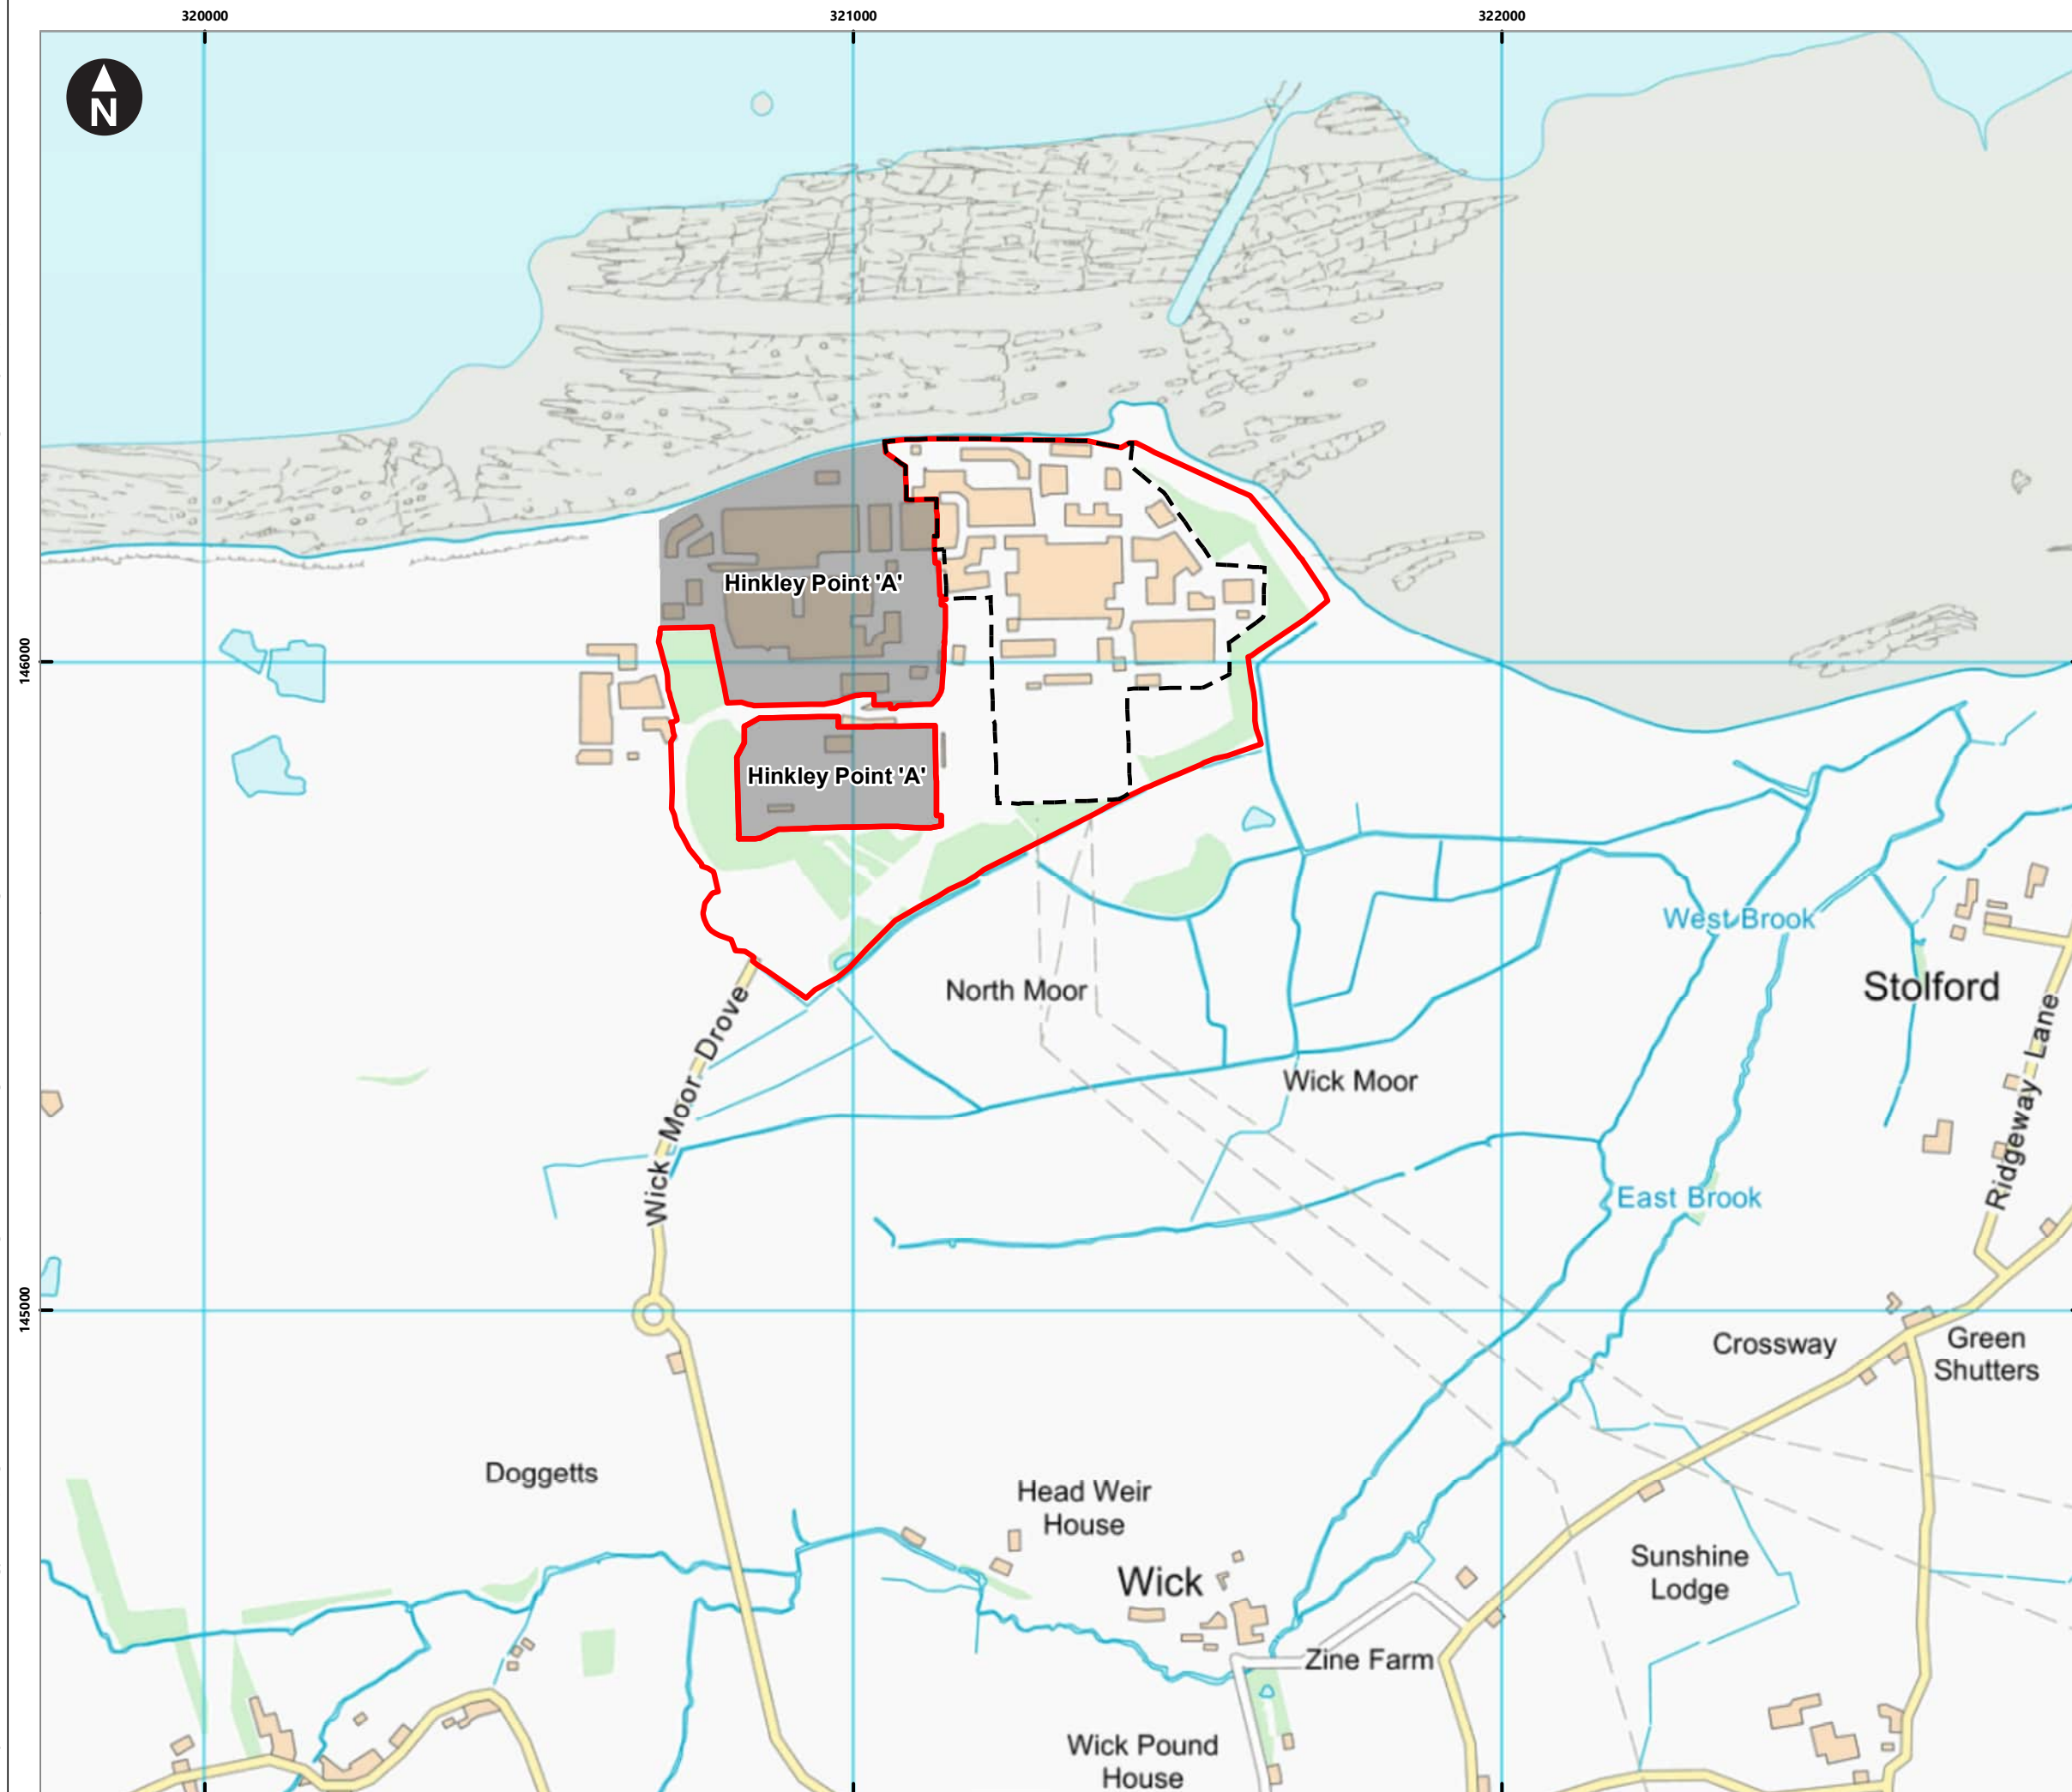 320000
321000
322000
N
Hinkley Point 'A'
146000
Hinkley Point 'A'
West Brook
Stolford
North Moor
Wick Moor Drove
Ridgeway Lane
Wick Moor
East Brook
145000
Crossway
Green
Shutters
Doggetts
Head Weir
House
Wick
Sunshine
Lodge
Zine Farm
Wick Pound
House